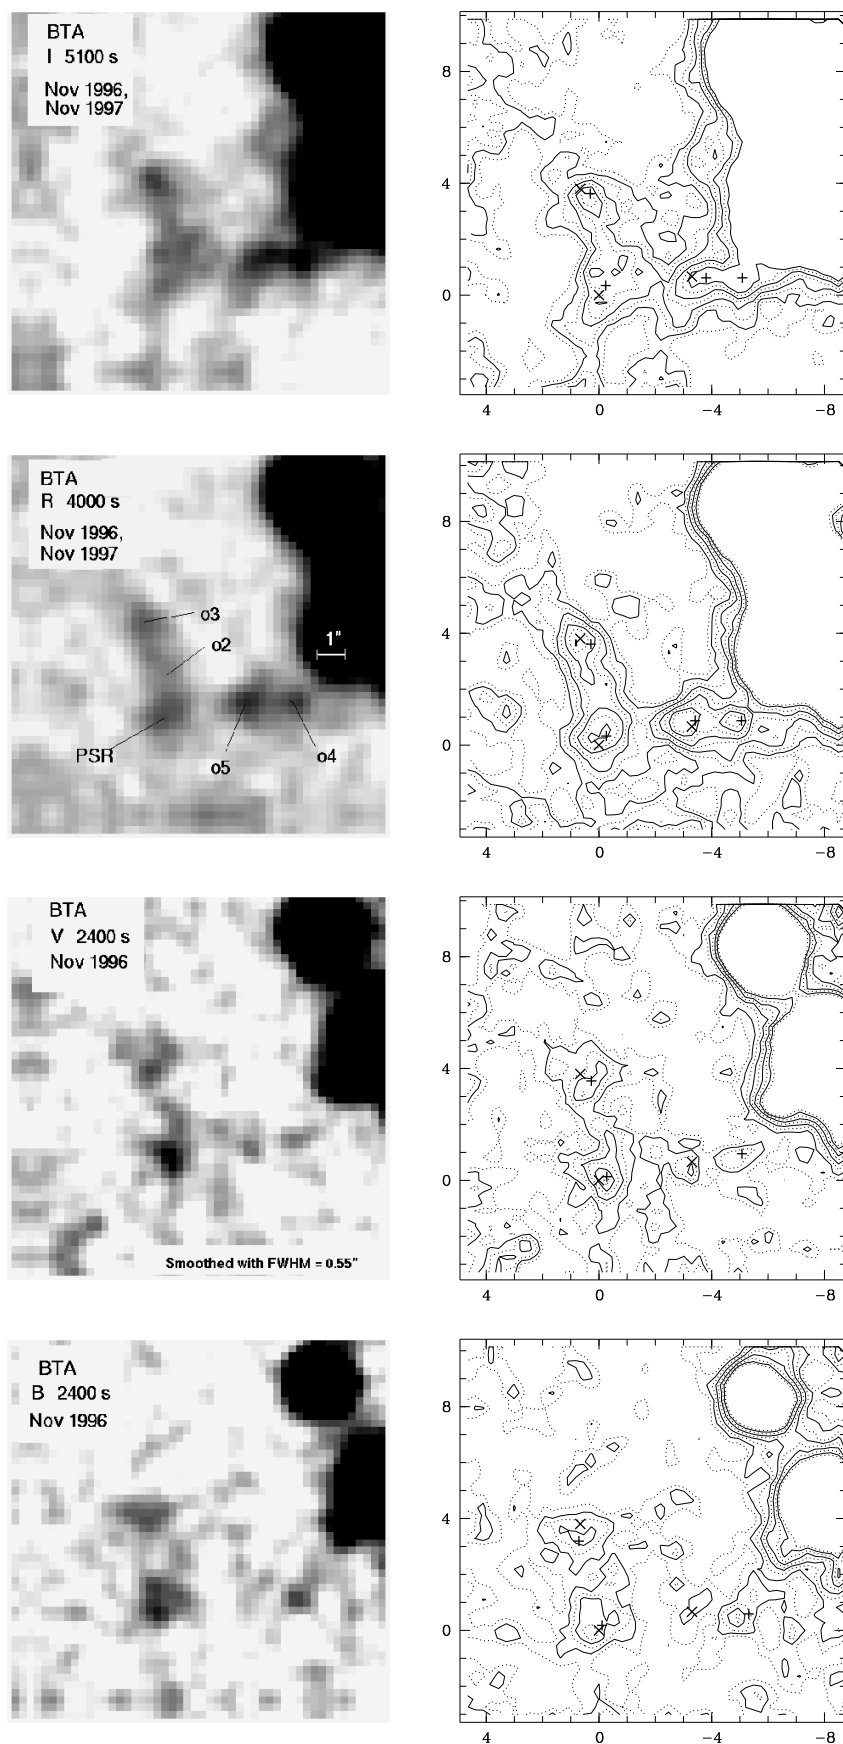 BTA
I 5100 s
Nov 1996,
Nov 1997
8
4
0
4 0 −4 −8
BTA
R 4000 s
Nov 1996,
Nov 1997
o3
o2
1"
PSR
o5
o4
8
4
0
4 0 −4 −8
BTA
V 2400 s
Nov 1996
Smoothed with FWHM = 0.55"
8
4
0
4 0 −4 −8
BTA
B 2400 s
Nov 1996
8
4
0
4 0 −4 −8